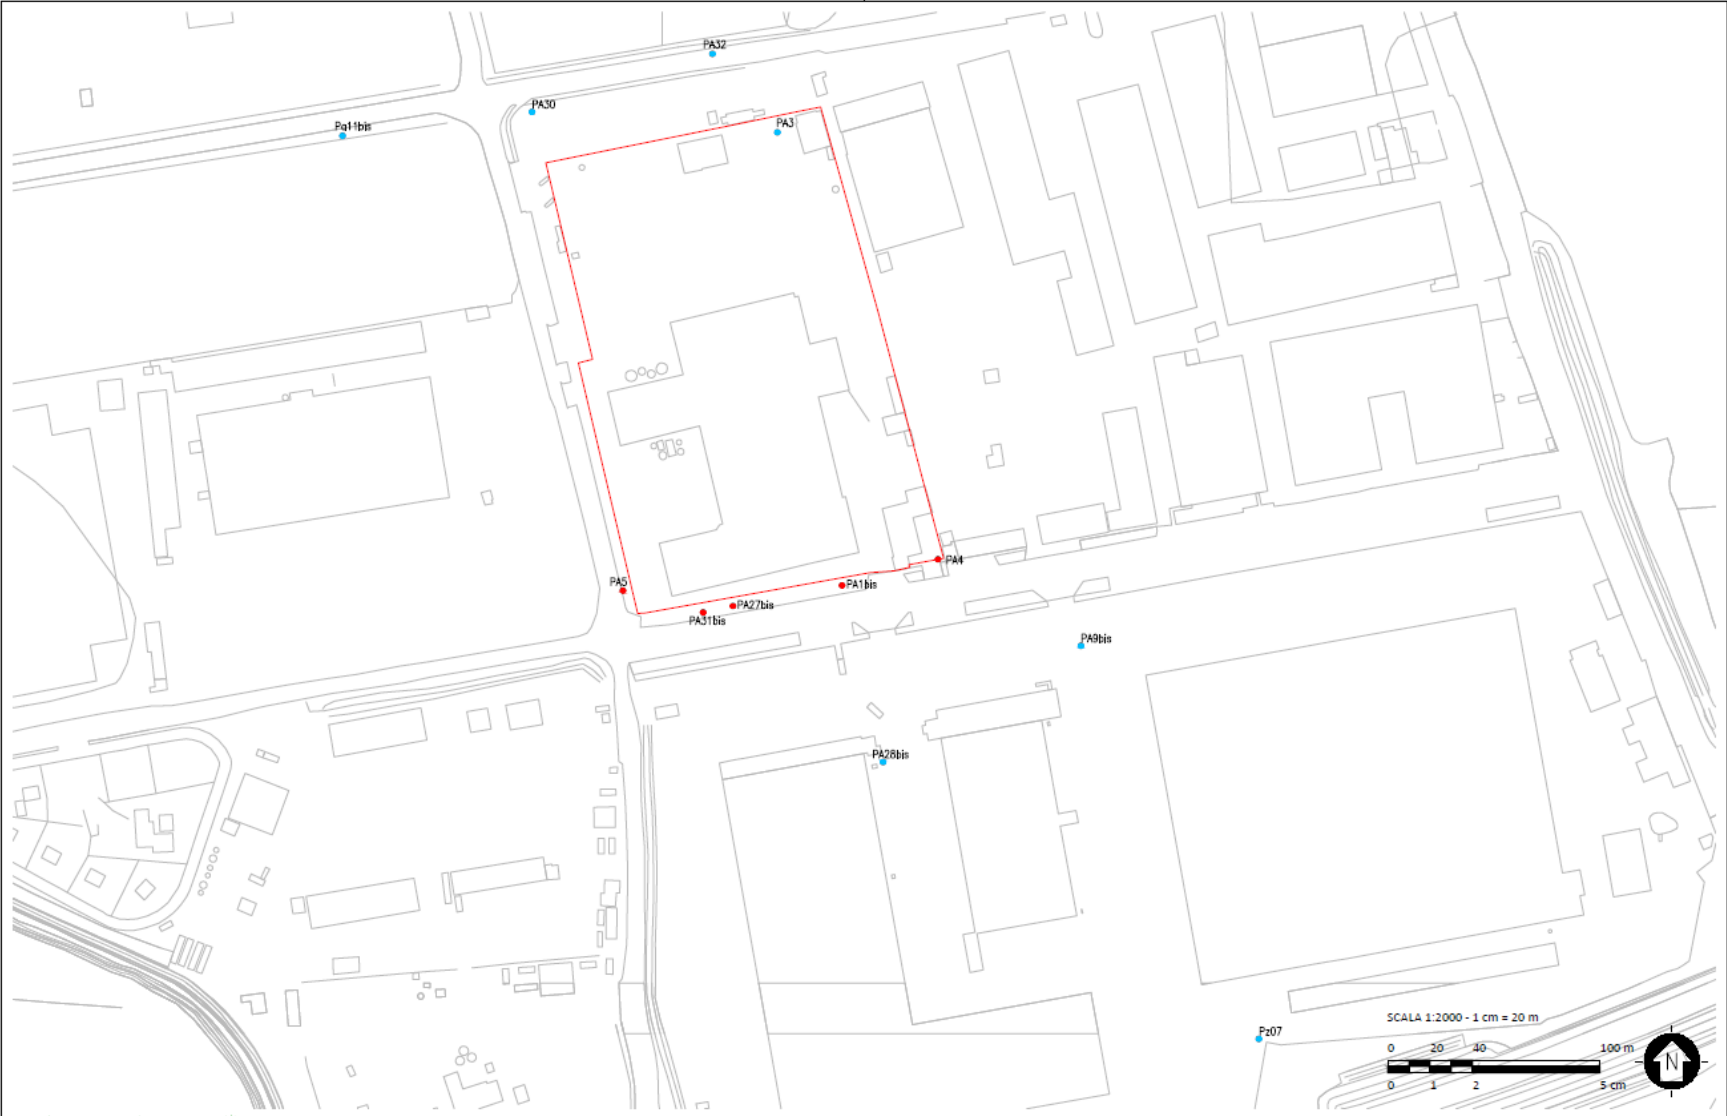 PA32
PA30
Pq11bis
PA3
PA4
PA5
PA1bis
PA27bis
PA31bis
PA9bis
PA28bis
SCALA 1:2000 - 1 cm = 20 m
Pz07
0 20 40 100 m
0 1 2 5 cm
N